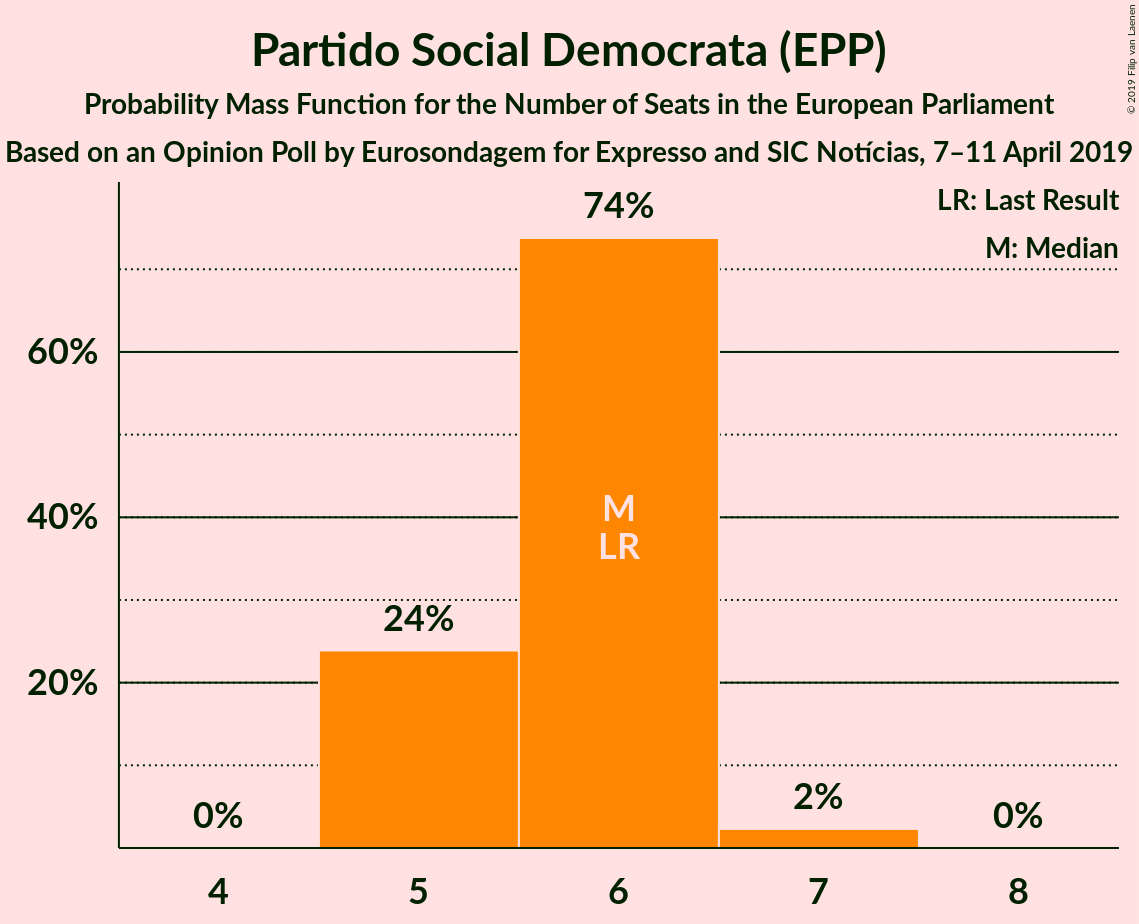 Partido Social Democrata (EPP)
Probability Mass Function for the Number of Seats in the European Parliament
Based on an Opinion Poll by Eurosondagem for Expresso and SIC Notícias, 7–11 April 2019
© 2019 Filip van Laenen
LR: Last Result
M: Median
74%
60%
M
40%
LR
24%
20%
2%
0%
0%
4
5
6
7
8